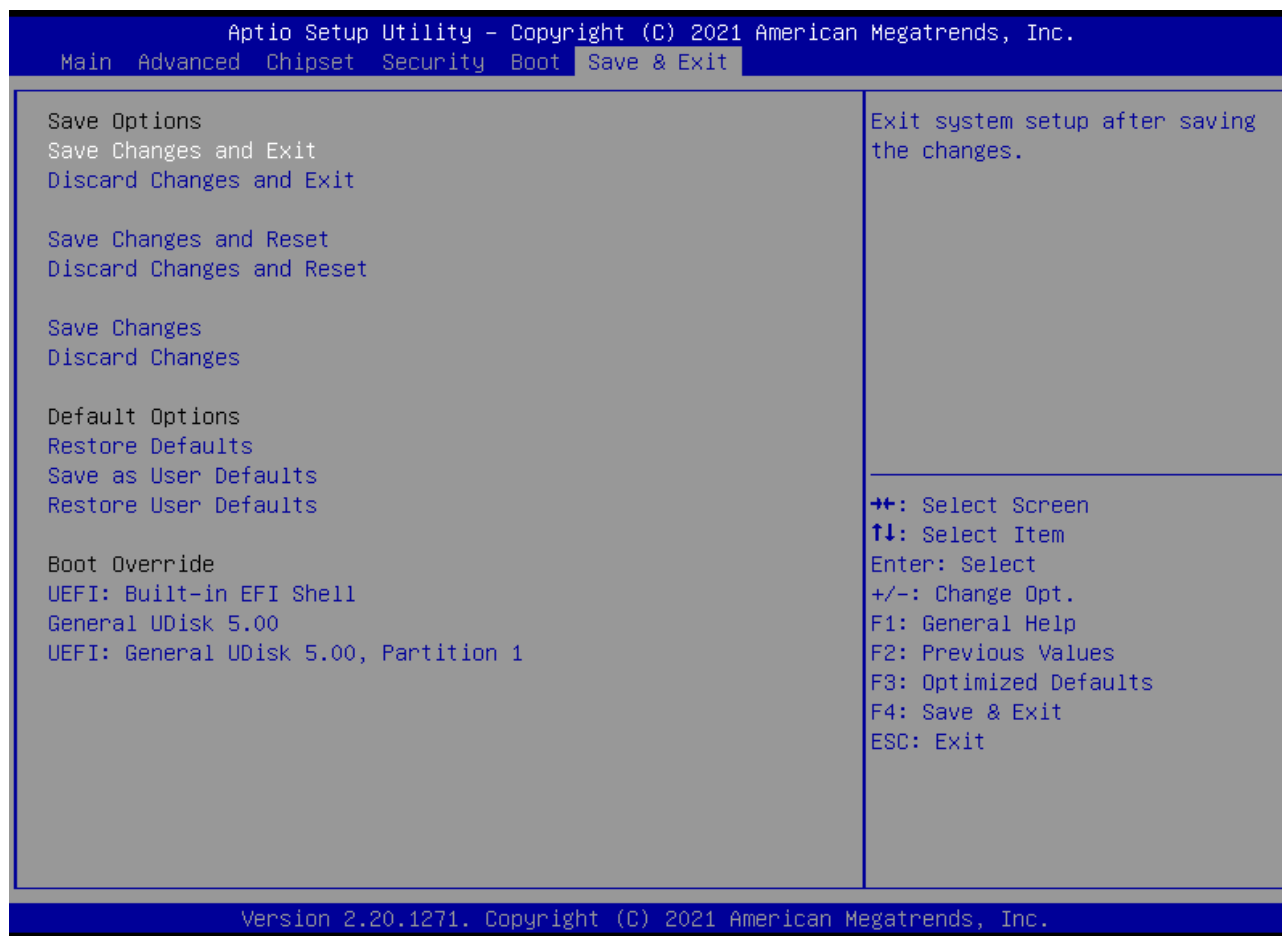 Aptio Setup Utility – Copyright (C) 2021 American Megatrends, Inc.
Main Advanced Chipset Security Boot Save & Exit
Save Options
Save Changes and Exit
Discard Changes and Exit
Save Changes and Reset
Discard Changes and Reset
Save Changes
Discard Changes
Default Options
Restore Defaults
Save as User Defaults
Restore User Defaults
Boot Override
UEFI: Built-in EFI Shell
General UDisk 5.00
UEFI: General UDisk 5.00, Partition 1
Exit system setup after saving
the changes.
→←: Select Screen
↑↓: Select Item
Enter: Select
+/-: Change Opt.
F1: General Help
F2: Previous Values
F3: Optimized Defaults
F4: Save & Exit
ESC: Exit
Version 2.20.1271. Copyright (C) 2021 American Megatrends, Inc.